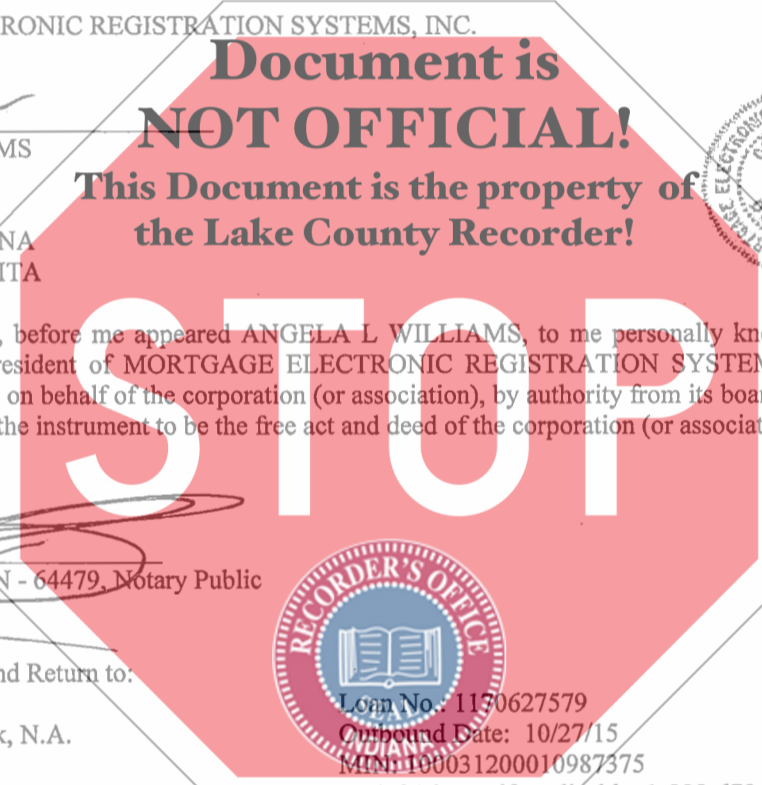 RONIC REGISTRATION SYSTEMS, INC.
Document is
NOT OFFICIAL!
MS
This Document is the property of
the Lake County Recorder!
NA
ITA
STOP
, before me appeared ANGELA L WILLIAMS, to me personally kn
resident of MORTGAGE ELECTRONIC REGISTRATION SYSTEM
on behalf of the corporation (or association), by authority from its boa
the instrument to be the free act and deed of the corporation (or associat
N - 64479, Notary Public
RECORDER'S OFFICE
SEAL
INDIANA
nd Return to:
Loan No.: 1170627579
k, N.A.
Outbound Date: 10/27/15
MIN: 100031200010987375